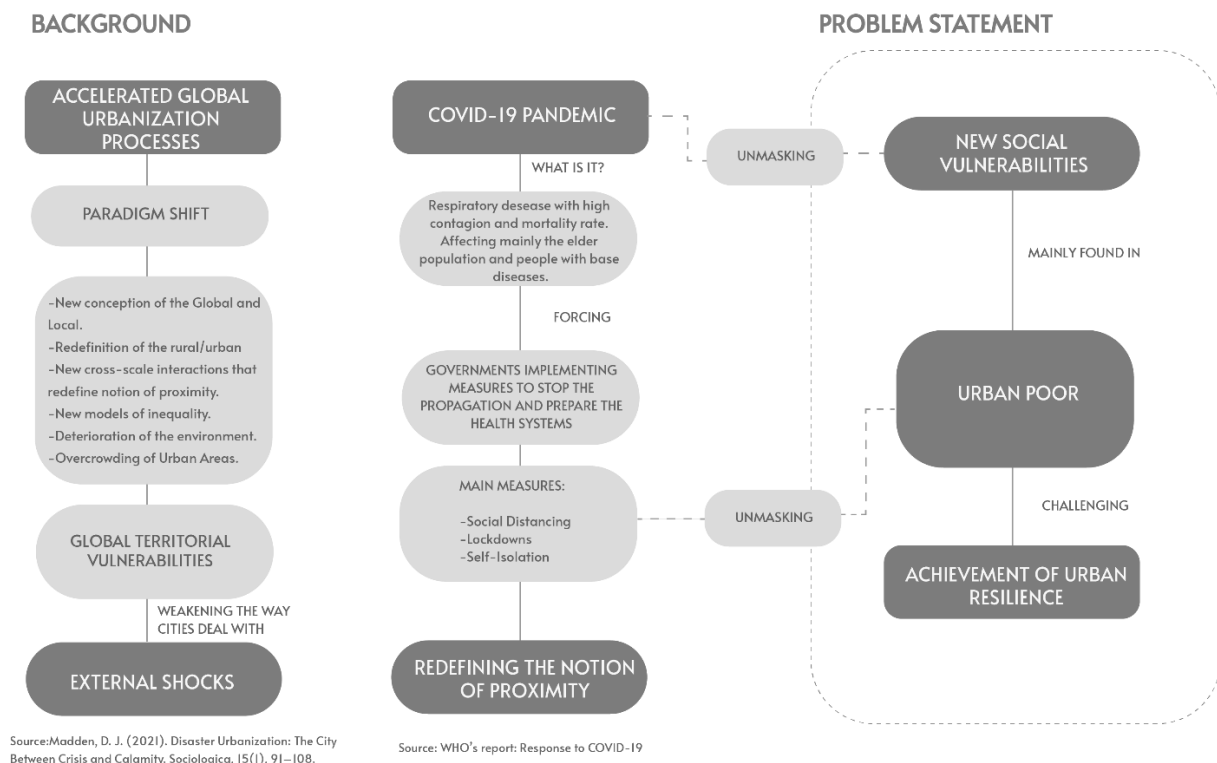 BACKGROUND
ACCELERATED GLOBAL
URBANIZATION
PROCESSES
PARADIGM SHIFT
-New conception of the Global and
Local.
-Redefinition of the rural/urban
-New cross-scale interactions that
redefine notion of proximity.
-New models of inequality.
-Deterioration of the environment.
-Overcrowding of Urban Areas.
GLOBAL TERRITORIAL
VULNERABILITIES
WEAKENING THE WAY
CITIES DEAL WITH
EXTERNAL SHOCKS
Source:Madden, D. J. (2021). Disaster Urbanization: The City
Between Crisis and Calamity. Sociologica, 15(1), 91–108.
COVID-19 PANDEMIC
WHAT IS IT?
Respiratory desease with high
contagion and mortality rate.
Affecting mainly the elder
population and people with base
diseases.
FORCING
GOVERNMENTS IMPLEMENTING
MEASURES TO STOP THE
PROPAGATION AND PREPARE THE
HEALTH SYSTEMS
MAIN MEASURES:
-Social Distancing
-Lockdowns
-Self-Isolation
REDEFINING THE NOTION
OF PROXIMITY
Source: WHO's report: Response to COVID-19
UNMASKING
UNMASKING
PROBLEM STATEMENT
NEW SOCIAL
VULNERABILITIES
MAINLY FOUND IN
URBAN POOR
CHALLENGING
ACHIEVEMENT OF URBAN
RESILIENCE